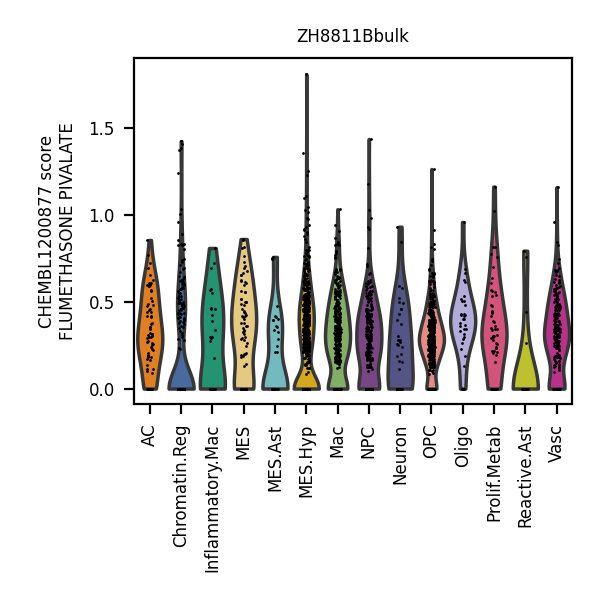 ZH8811Bbulk
CHEMBL1200877 score
FLUMETHASONE PIVALATE
1.5
1.0
0.5
0.0
AC
Chromatin.Reg
Inflammatory.Mac
MES
MES.Ast
MES.Hyp
Mac
NPC
Neuron
OPC
Oligo
Prolif.Metab
Reactive.Ast
Vasc